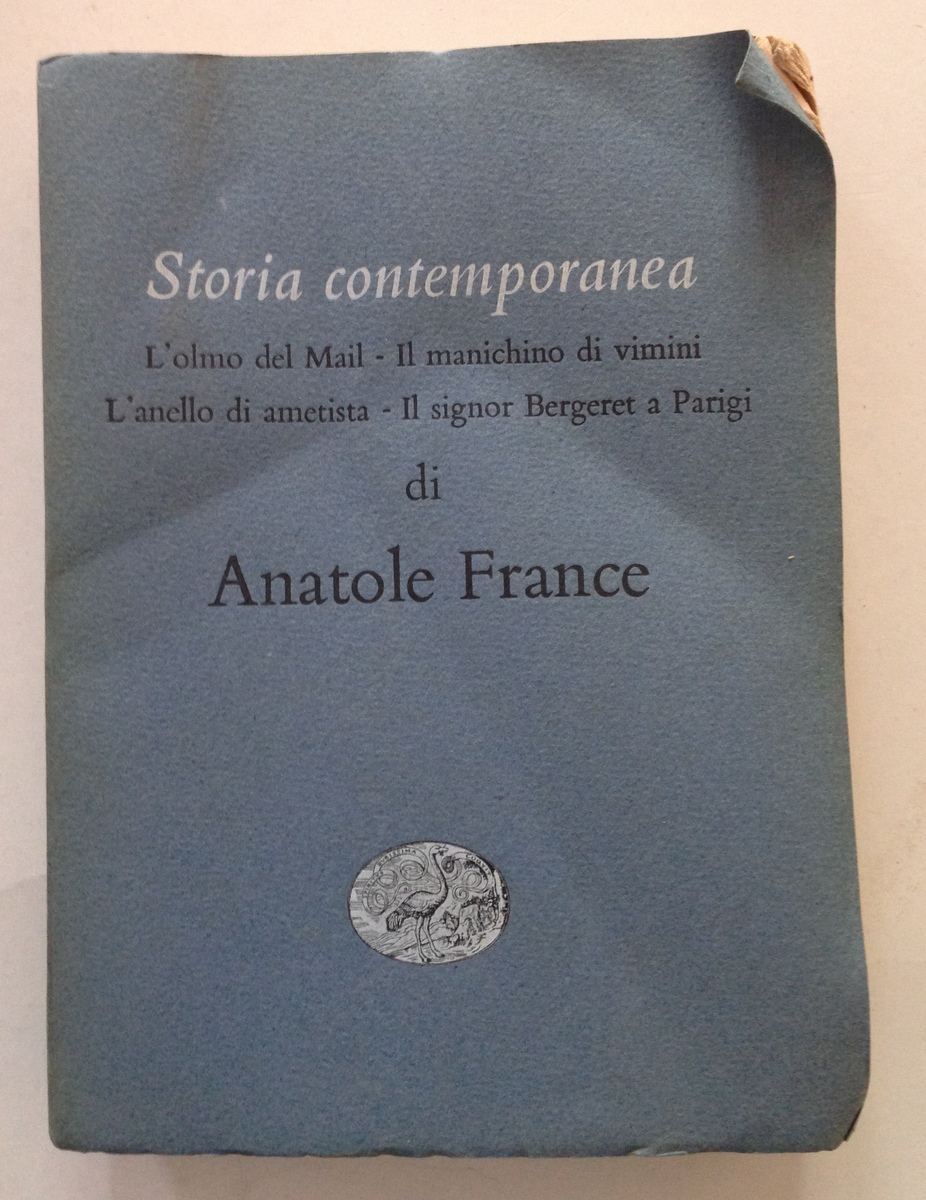 Storia contemporanea
L'olmo del Mail - Il manichino di vimini
L'anello di ametista - Il signor Bergeret a Parigi
di
Anatole France